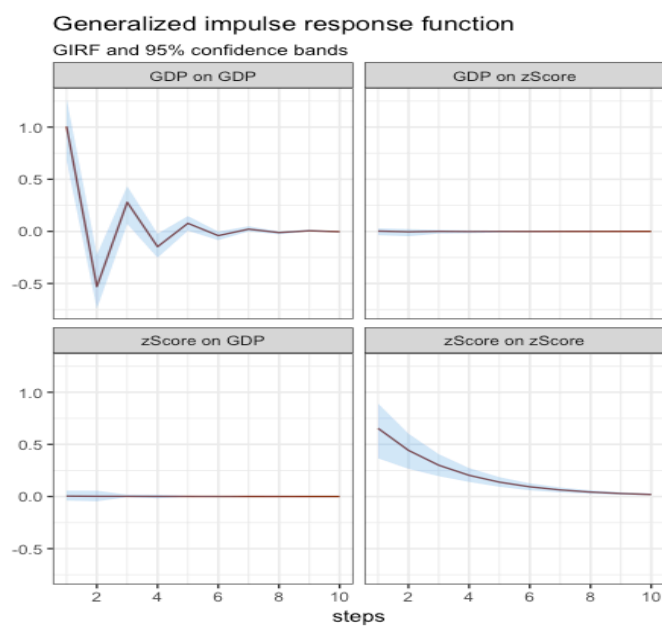 Generalized impulse response function
GIRF and 95% confidence bands
GDP on GDP
GDP on zScore
1.0
0.5
0.0
-0.5
zScore on GDP
zScore on zScore
1.0
0.5
0.0
-0.5
2 4 6 8 10
2 4 6 8 10
steps